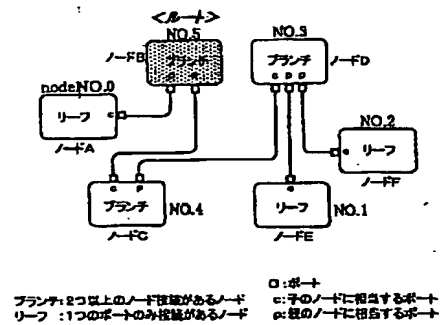 <ルート>
NO.5
NO.3
ノードB
ブランチ
ブランチ
ノードD
c p p
nodeNO.0
リーフ
c
ノードA
NO.2
リーフ
ノードF
c p
ブランチ
NO.4
ノードC
c
リーフ
NO.1
ノードE
□:ポート
ブランチ:2つ以上のノード接続があるノード
c:子のノードに相当するポート
リーフ :1つのポートのみ接続があるノード
p:親のノードに相当するポート